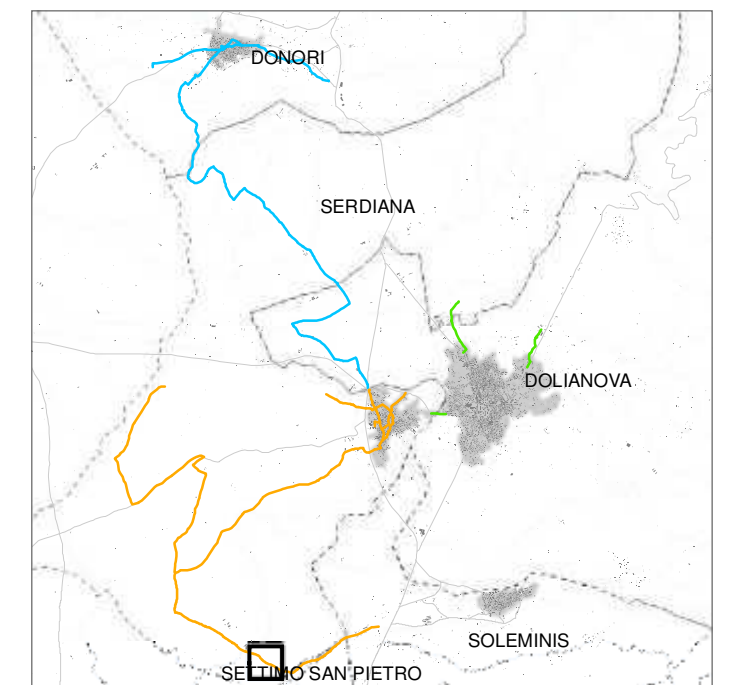 DONORI
SERDIANA
DOLIANOVA
SOLEMINIS
SETTIMO SAN PIETRO